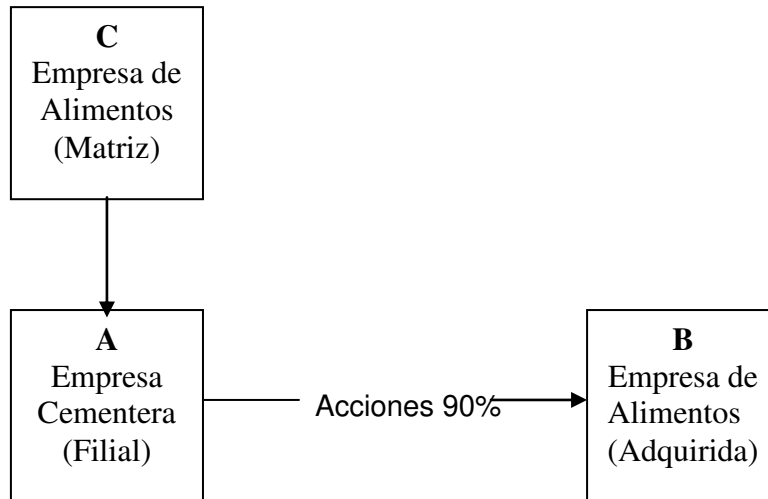 C
Empresa de
Alimentos
(Matriz)
A
Empresa
Cementera
(Filial)
Acciones 90%
B
Empresa de
Alimentos
(Adquirida)